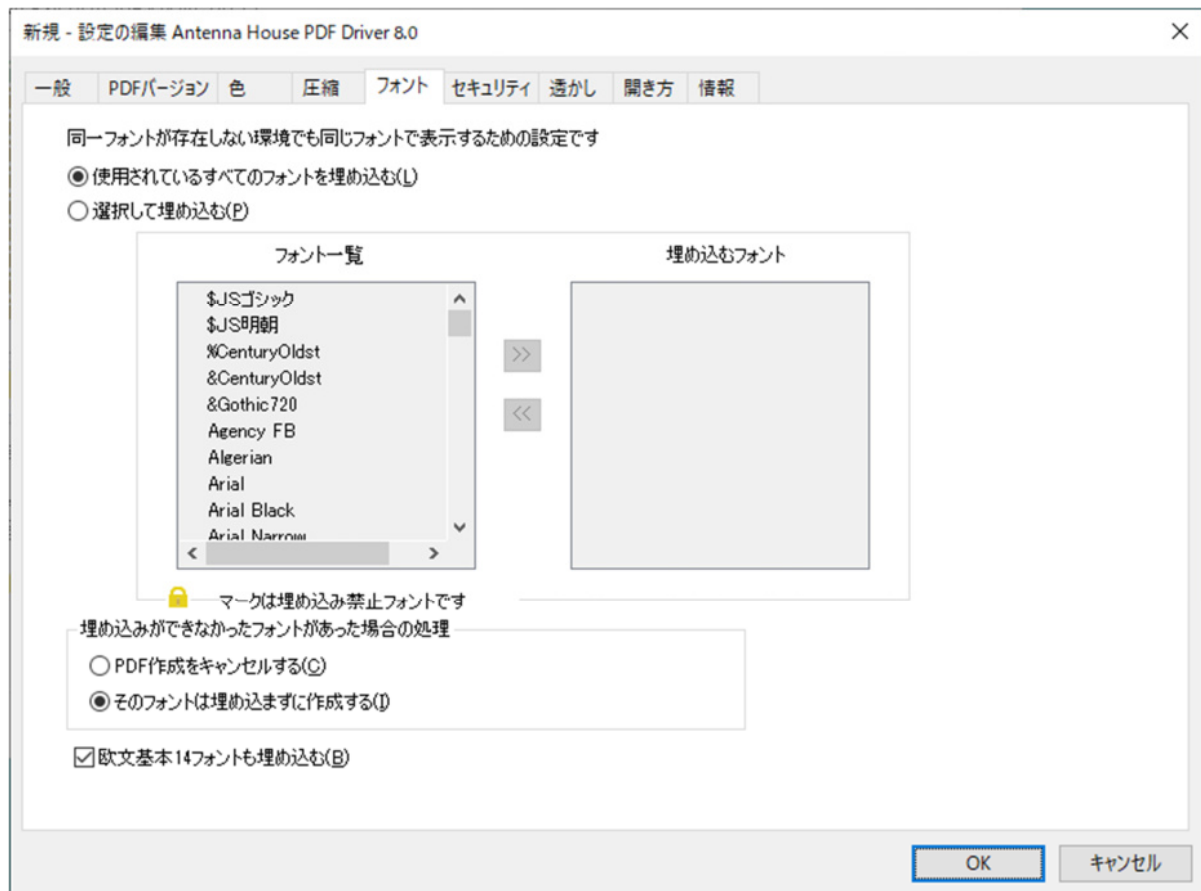 新規 - 設定の編集 Antenna House PDF Driver 8.0
一般 PDFバージョン 色 圧縮 フォント セキュリティ 透かし 開き方 情報
同一フォントが存在しない環境でも同じフォントで表示するための設定です
使用されているすべてのフォントを埋め込む(L)
選択して埋め込む(P)
フォント一覧 埋め込むフォント
$JSゴシック
$JS明朝
%CenturyOldst
&CenturyOldst
&Gothic720
Agency FB
Algerian
Arial
Arial Black
Arial Narrow
>>
<<
マークは埋め込み禁止フォントです
埋め込みができなかったフォントがあった場合の処理
PDF作成をキャンセルする(C)
そのフォントは埋め込まずに作成する(I)
欧文基本14フォントも埋め込む(B)
OK キャンセル